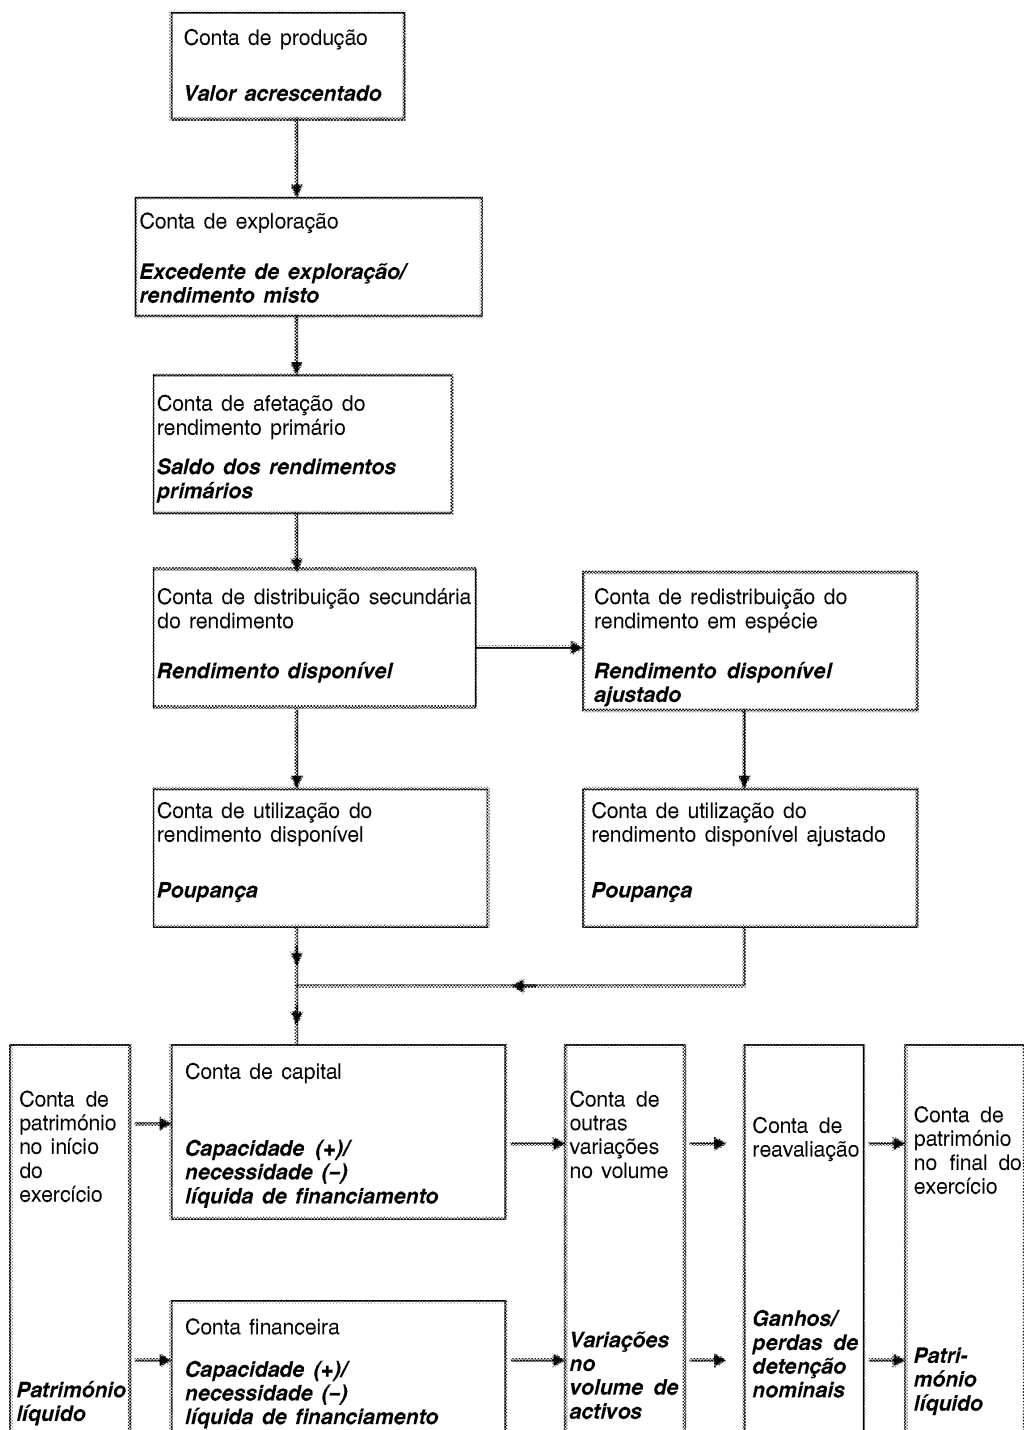 Conta de produção
Valor acrescentado
Conta de exploração
Excedente de exploração/
rendimento misto
Conta de afetação do
rendimento primário
Saldo dos rendimentos
primários
Conta de distribuição secundária
do rendimento
Rendimento disponível
Conta de redistribuição do
rendimento em espécie
Rendimento disponível
ajustado
Conta de utilização do
rendimento disponível
Poupança
Conta de utilização do
rendimento disponível ajustado
Poupança
Conta de
património
no início
do
exercício
Património
líquido
Conta de capital
Capacidade (+)/
necessidade (–)
líquida de financiamento
Conta financeira
Capacidade (+)/
necessidade (–)
líquida de financiamento
Conta de
outras
variações
no volume
Variações
no
volume de
activos
Conta de
reavaliação
Ganhos/
perdas de
detenção
nominais
Conta de
património
no final do
exercício
Patri-
mónio
líquido